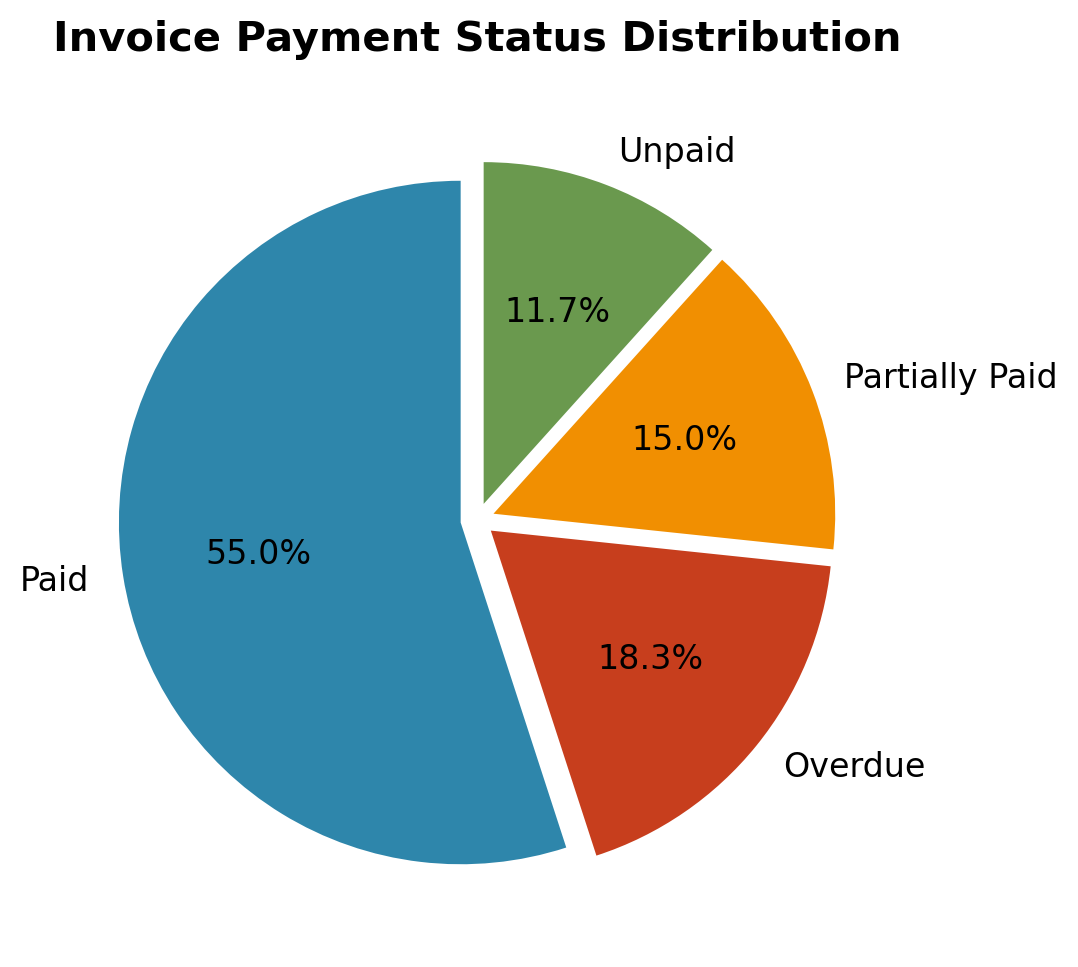 Invoice Payment Status Distribution
Unpaid
11.7%
Partially Paid
15.0%
55.0%
Paid
18.3%
Overdue